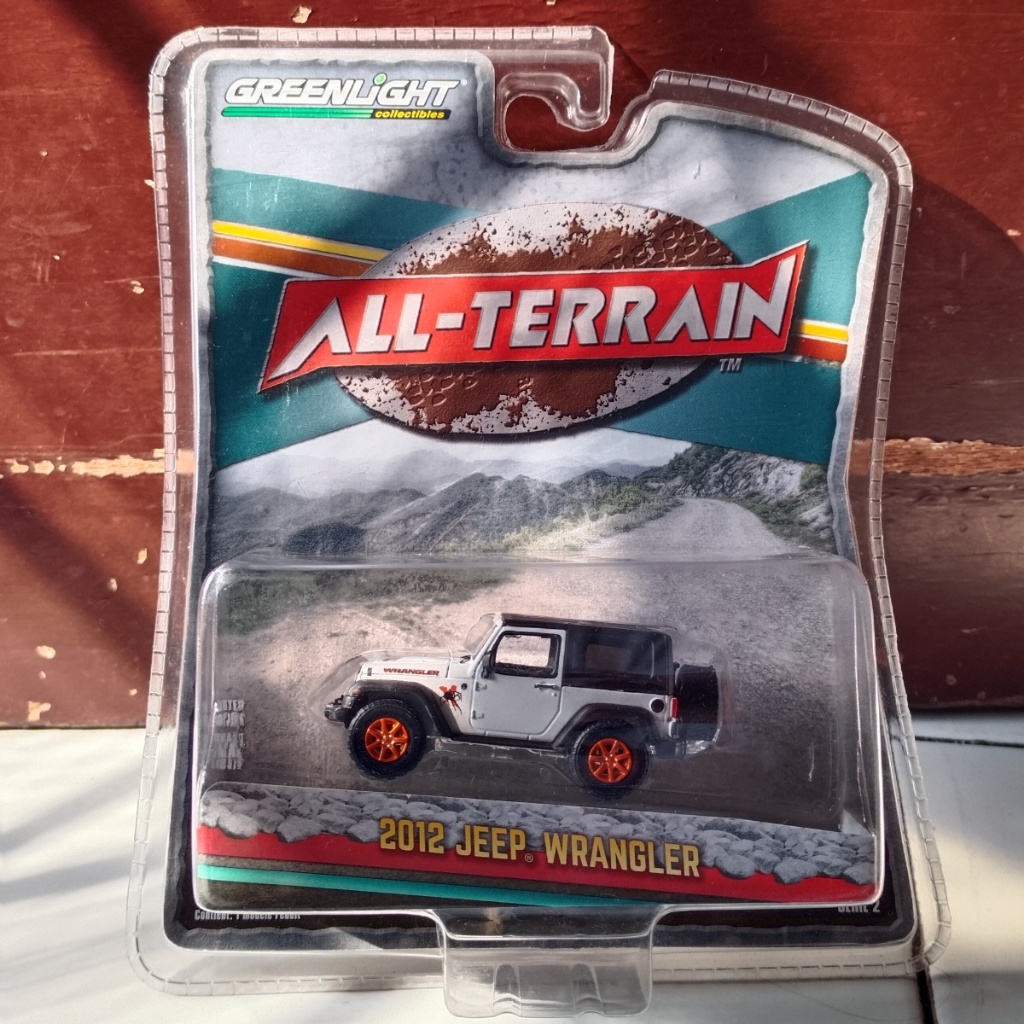 GREENLIGHT®
collectibles
ALL-TERRAIN
TM
WRANGLER
2012 JEEP® WRANGLER